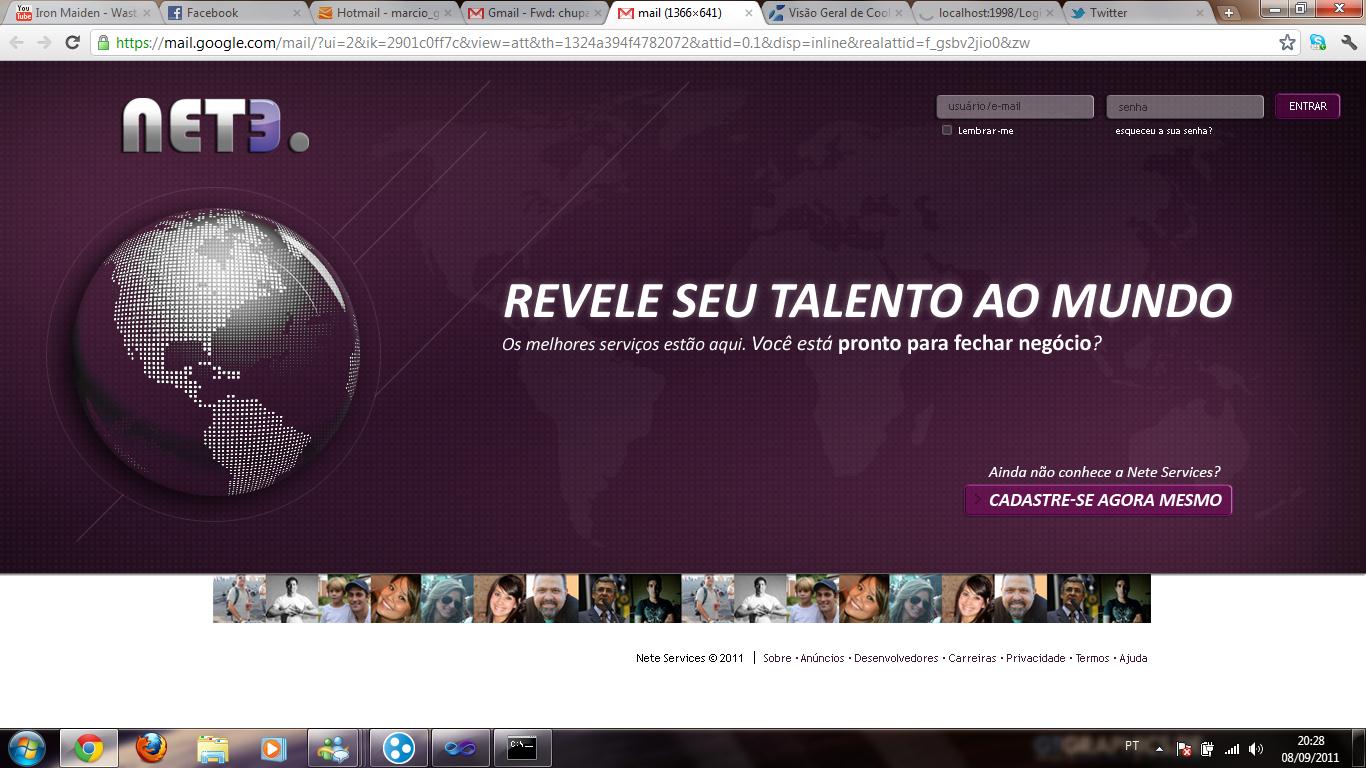 Iron Maiden - Wast
Facebook
Hotmail - marcio_g
Gmail - Fwd: chupa
mail (1366×641)
Visão Geral de Cool
localhost:1998/Logi
Twitter
https://mail.google.com/mail/?ui=2&ik=2901c0ff7c&view=att&th=1324a394f4782072&attid=0.1&disp=inline&realattid=f_gsbv2jio0&zw
NETE.
usuário/e-mail
senha
ENTRAR
Lembrar-me
esqueceu a sua senha?
REVELE SEU TALENTO AO MUNDO
Os melhores serviços estão aqui. Você está pronto para fechar negócio?
Ainda não conhece a Nete Services?
CADASTRE-SE AGORA MESMO
Nete Services © 2011 | Sobre • Anúncios • Desenvolvedores • Carreiras • Privacidade • Termos • Ajuda
PT
20:28
08/09/2011